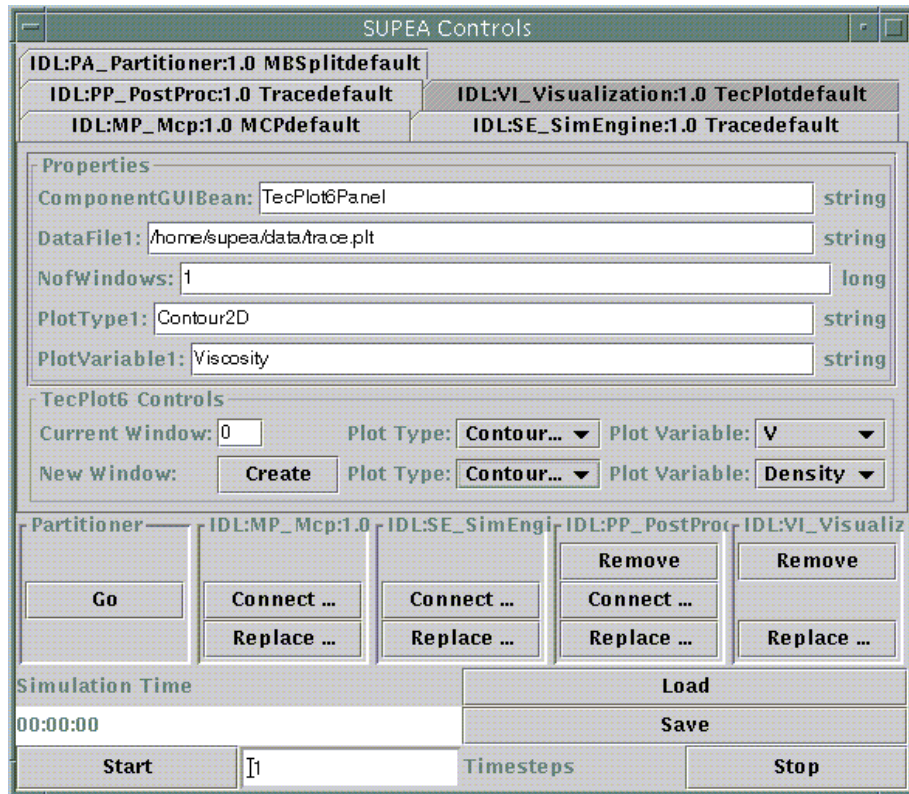 SUPEA Controls
IDL:PA_Partitioner:1.0 MBSplitdefault
IDL:PP_PostProc:1.0 Tracedefault IDL:VI_Visualization:1.0 TecPlotdefault
IDL:MP_Mcp:1.0 MCPdefault IDL:SE_SimEngine:1.0 Tracedefault
Properties
ComponentGUIBean: TecPlot6Panel string
DataFile1: /home/supea/data/trace.plt string
NofWindows: 1 long
PlotType1: Contour2D string
PlotVariable1: Viscosity string
TecPlot6 Controls
Current Window: 0 Plot Type: Contour... Plot Variable: V
New Window: Create Plot Type: Contour... Plot Variable: Density
Partitioner IDL:MP_Mcp:1.0 IDL:SE_SimEngi IDL:PP_PostProc IDL:VI_Visualiz
Remove Remove
Go Connect ... Connect ... Connect ...
Replace ... Replace ... Replace ... Replace ...
Simulation Time Load
00:00:00 Save
Start 1 Timesteps Stop